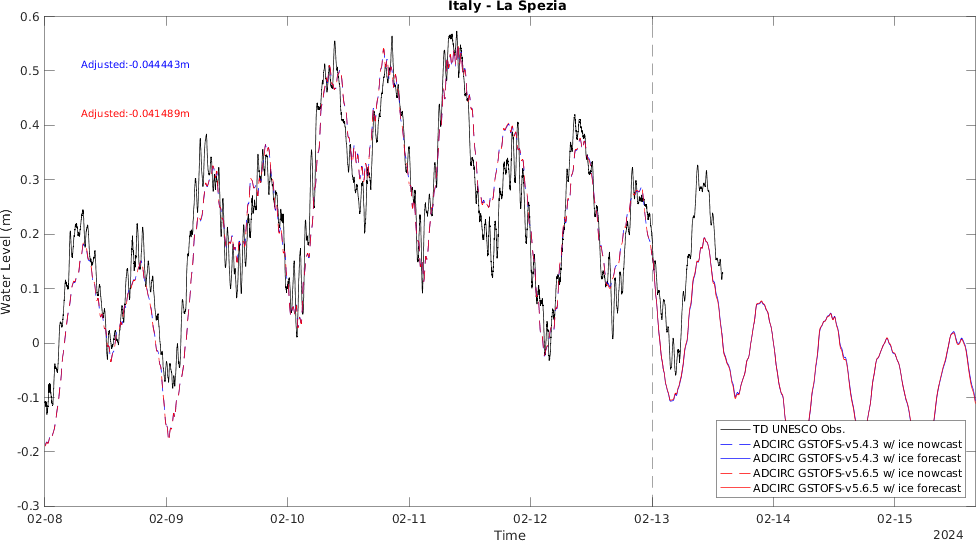 Italy - La Spezia
0.6
0.5
0.4
0.3
0.2
0.1
0
-0.1
-0.2
-0.3
Water Level (m)
Adjusted:-0.044443m
Adjusted:-0.041489m
TD UNESCO Obs.
ADCIRC GSTOFS-v5.4.3 w/ ice nowcast
ADCIRC GSTOFS-v5.4.3 w/ ice forecast
ADCIRC GSTOFS-v5.6.5 w/ ice nowcast
ADCIRC GSTOFS-v5.6.5 w/ ice forecast
02-08 02-09 02-10 02-11 02-12 02-13 02-14 02-15
Time
2024